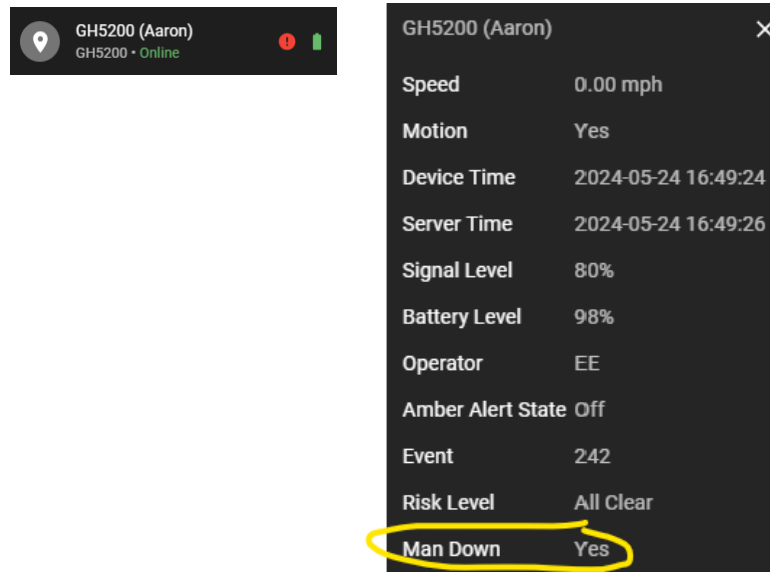 GH5200 (Aaron)
GH5200 • Online
GH5200 (Aaron)
Speed 0.00 mph
Motion Yes
Device Time 2024-05-24 16:49:24
Server Time 2024-05-24 16:49:26
Signal Level 80%
Battery Level 98%
Operator EE
Amber Alert State Off
Event 242
Risk Level All Clear
Man Down Yes